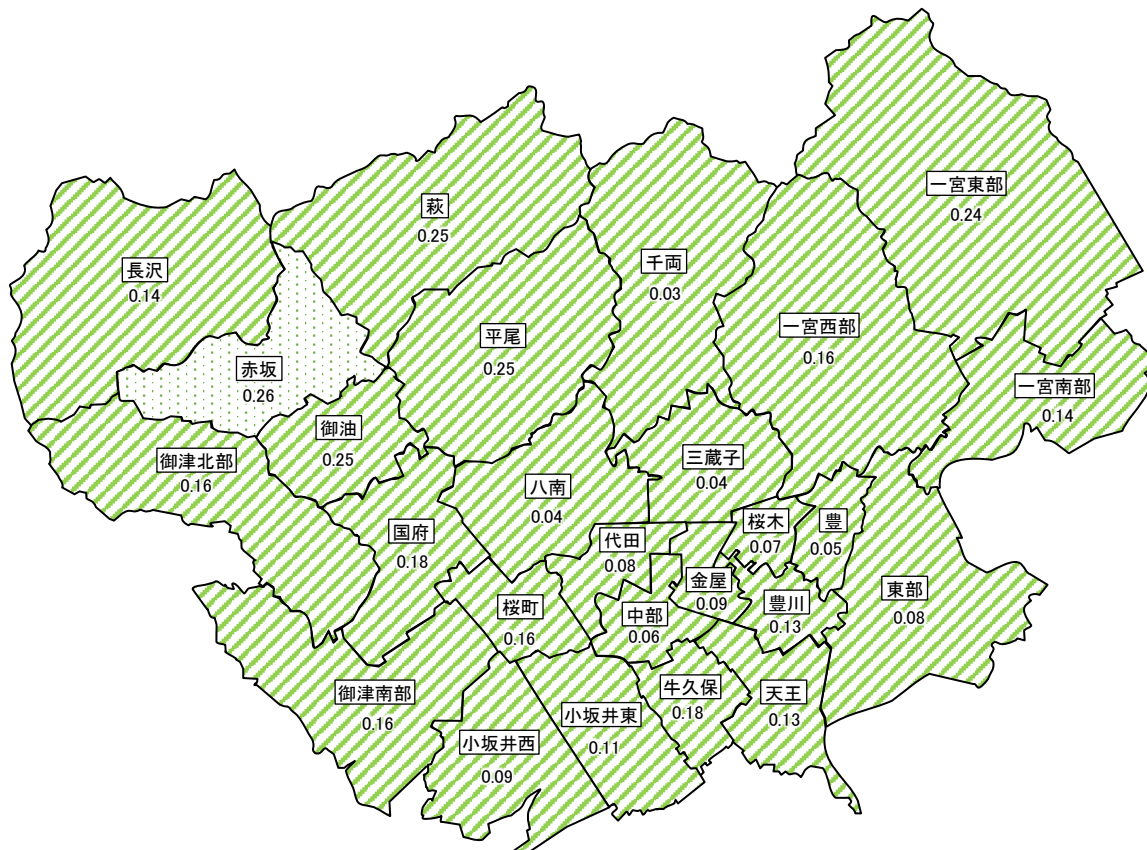 一宮東部
0.24
萩
0.25
千両
0.03
長沢
0.14
一宮西部
0.16
平尾
0.25
赤坂
0.26
一宮南部
0.14
御油
0.25
御津北部
0.16
三蔵子
0.04
八南
0.04
国府
0.18
代田
0.08
桜木
0.07
豊
0.05
金屋
0.09
東部
0.08
桜町
0.16
中部
0.06
豊川
0.13
御津南部
0.16
牛久保
0.18
天王
0.13
小坂井東
0.11
小坂井西
0.09